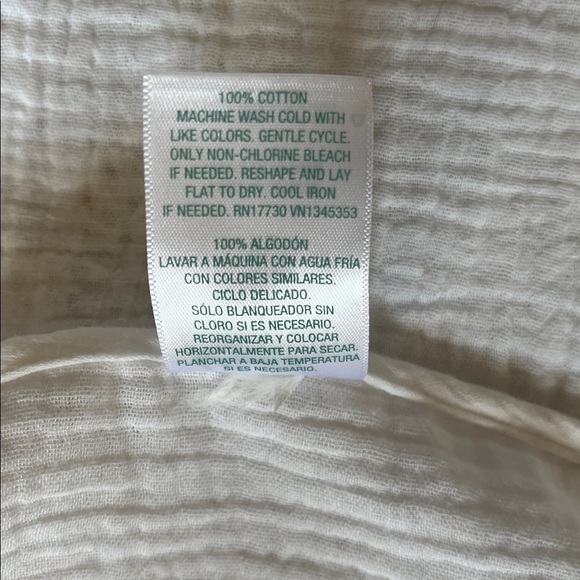 100% COTTON
MACHINE WASH COLD WITH
LIKE COLORS. GENTLE CYCLE.
ONLY NON-CHLORINE BLEACH
IF NEEDED. RESHAPE AND LAY
FLAT TO DRY. COOL IRON
IF NEEDED. RN17730 VN1345353
100% ALGODÓN
LAVAR A MÁQUINA CON AGUA FRÍA
CON COLORES SIMILARES.
CICLO DELICADO.
SÓLO BLANQUEADOR SIN
CLORO SI ES NECESARIO.
REORGANIZAR Y COLOCAR
HORIZONTALMENTE PARA SECAR.
PLANCHAR A BAJA TEMPERATURA
SI ES NECESARIO.